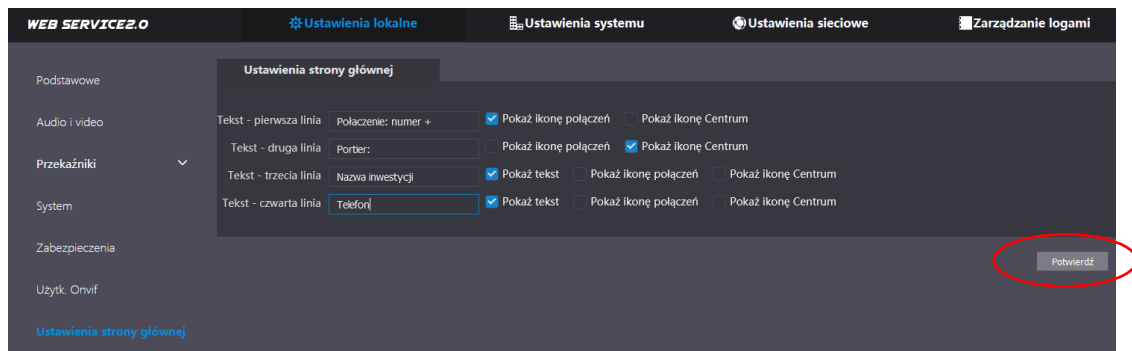 WEB SERVICE2.0 Ustawienia lokalne Ustawienia systemu Ustawienia sieciowe Zarządzanie logami
Podstawowe
Audio i video
Przekaźniki
System
Zabezpieczenia
Użytk. Onvif
Ustawienia strony głównej
Ustawienia strony głównej
Tekst - pierwsza linia Połaczenie: numer + Pokaż ikonę połączeń Pokaż ikonę Centrum
Tekst - druga linia Portier: Pokaż ikonę połączeń Pokaż ikonę Centrum
Tekst - trzecia linia Nazwa inwestycji Pokaż tekst Pokaż ikonę połączeń Pokaż ikonę Centrum
Tekst - czwarta linia Telefon Pokaż tekst Pokaż ikonę połączeń Pokaż ikonę Centrum
Potwierdź